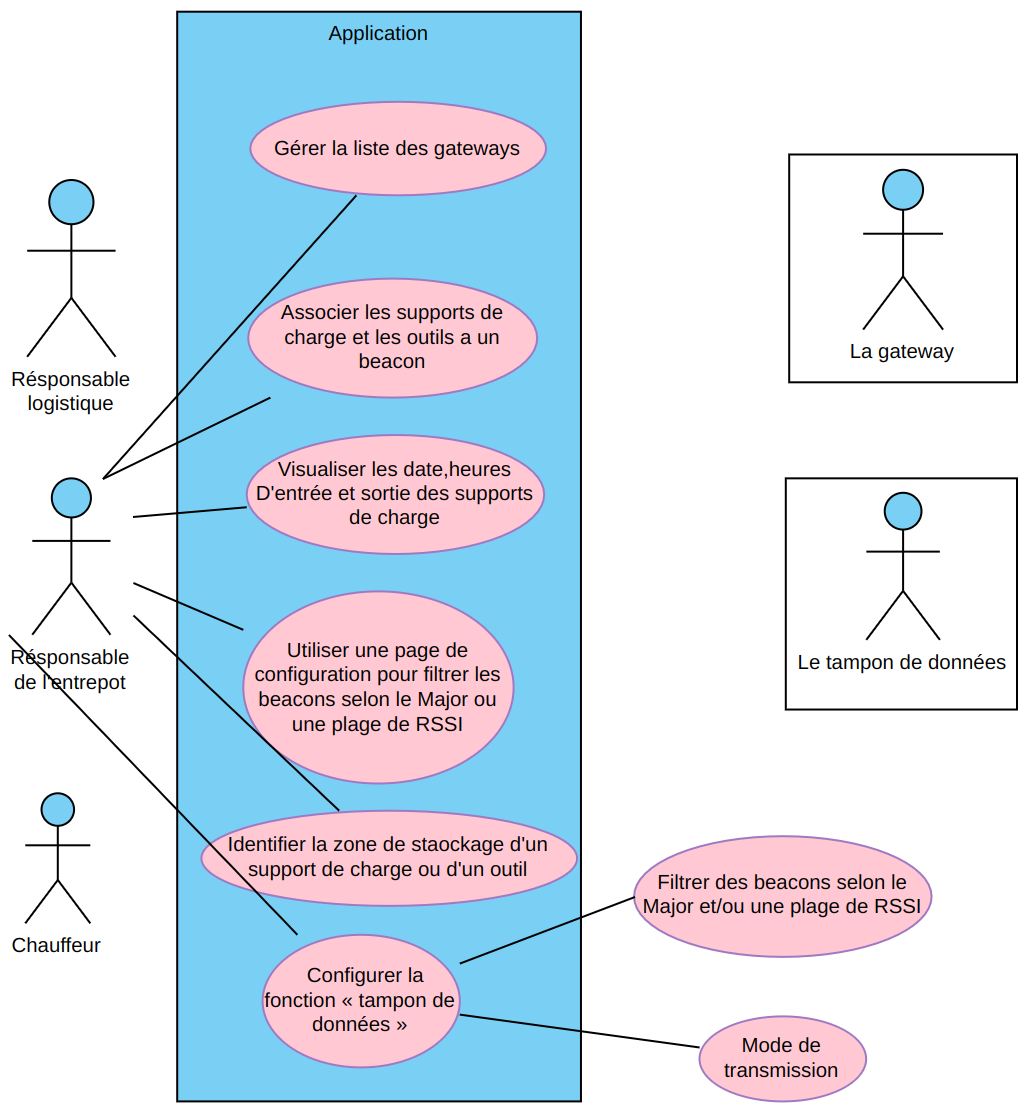 Application
Gérer la liste des gateways
Résponsable
logistique
La gateway
Associer les supports de
charge et les outils a un
beacon
Visualiser les date,heures
D'entrée et sortie des supports
de charge
Résponsable
de l'entrepot
Le tampon de données
Utiliser une page de
configuration pour filtrer les
beacons selon le Major ou
une plage de RSSI
Identifier la zone de staockage d'un
support de charge ou d'un outil
Chauffeur
Filtrer des beacons selon le
Major et/ou une plage de RSSI
Configurer la
fonction « tampon de
données »
Mode de
transmission